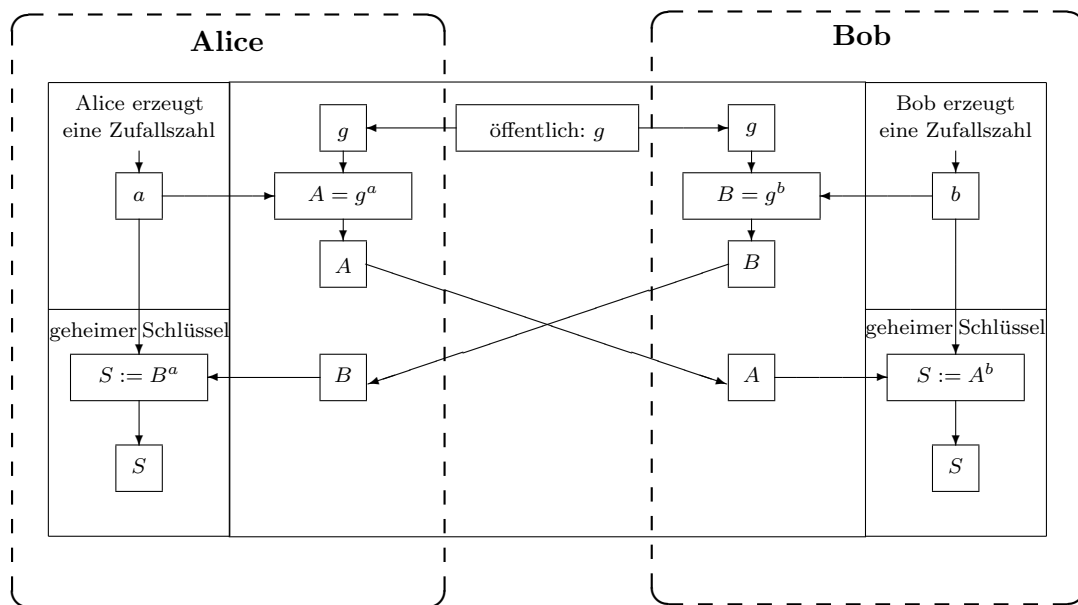 Alice
Bob
Alice erzeugt
eine Zufallszahl
Bob erzeugt
eine Zufallszahl
g
öffentlich: g
g
a
A = g^a
B = g^b
b
A
B
geheimer Schlüssel
geheimer Schlüssel
S := B^a
B
A
S := A^b
S
S